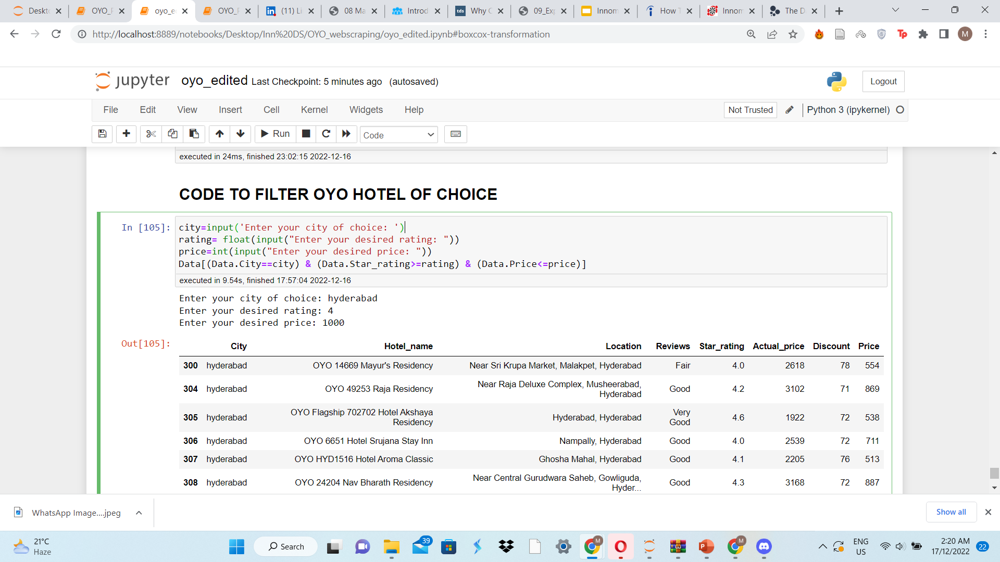 Deskt
OYO_F
oyo_e
OYO_F
(11) Li
08 Ma
Introd
Why C
09_Exp
Innom
How T
Innom
The D
http://localhost:8889/notebooks/Desktop/Inn%20DS/OYO_webscraping/oyo_edited.ipynb#boxcox-transformation
M
jupyter oyo_edited Last Checkpoint: 5 minutes ago (autosaved)
Logout
File Edit View Insert Cell Kernel Widgets Help
Not Trusted Python 3 (ipykernel)
Run Code
executed in 24ms, finished 23:02:15 2022-12-16
CODE TO FILTER OYO HOTEL OF CHOICE
In [105]: city=input('Enter your city of choice: ')
rating= float(input("Enter your desired rating: "))
price=int(input("Enter your desired price: "))
Data[(Data.City==city) & (Data.Star_rating>=rating) & (Data.Price<=price)]
executed in 9.54s, finished 17:57:04 2022-12-16
Enter your city of choice: hyderabad
Enter your desired rating: 4
Enter your desired price: 1000
Out[105]:
City Hotel_name Location Reviews Star_rating Actual_price Discount Price
300 hyderabad OYO 14669 Mayur's Residency Near Sri Krupa Market, Malakpet, Hyderabad Fair 4.0 2618 78 554
304 hyderabad OYO 49253 Raja Residency Near Raja Deluxe Complex, Musheerabad, Hyderabad Good 4.2 3102 71 869
305 hyderabad OYO Flagship 702702 Hotel Akshaya Residency Hyderabad, Hyderabad Very Good 4.6 1922 72 538
306 hyderabad OYO 6651 Hotel Srujana Stay Inn Nampally, Hyderabad Good 4.0 2539 72 711
307 hyderabad OYO HYD1516 Hotel Aroma Classic Ghosha Mahal, Hyderabad Good 4.1 2205 76 513
308 hyderabad OYO 24204 Nav Bharath Residency Near Central Gurudwara Saheb, Gowliguda, Hyder... Good 4.3 3168 72 887
WhatsApp Image....jpeg
Show all
21°C
Haze
Search
39
ENG
US
2:20 AM
17/12/2022
22